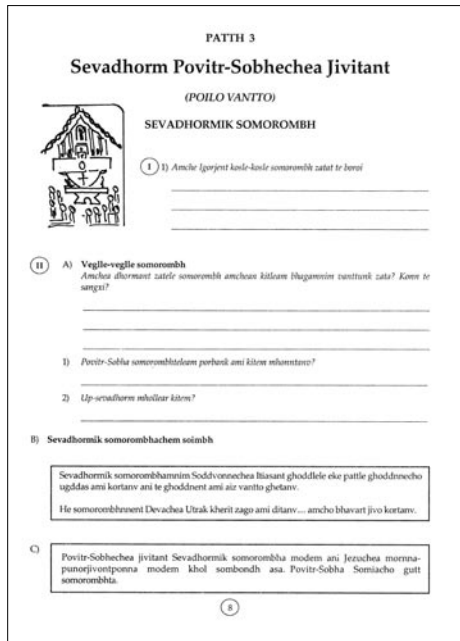 PATTH 3
Sevadhorm Povitr-Sobhechea Jivitant
(POILO VANTTO)
SEVADHORMIK SOMOROMBH
I 1) Amche Igorjent kosle-kosle somorombh zatat te boroi
II A) Veglle-veglle somorombh
Amchea dhormant zatele somorombh amchean kitleam bhagamnim vanttunk zata? Konn te
sangxi?
1) Povitr-Sobha somorombhteleam porbank ami kitem mhonntanv?
2) Up-sevadhorm mhollear kitem?
B) Sevadhormik somorombhachem soimbh
Sevadhormik somorombhamnim Soddvonnechea Itiasant ghoddlele eke pattle ghoddnnecho
ugddas ami kortanv ani te ghoddnent ami aiz vantto ghetanv.
He somorombhnnent Devachea Utrak kherit zago ami ditanv.... amcho bhavart jivo kortanv.
C)
Povitr-Sobhechea jivitant Sevadhormik somorombha modem ani Jezuchea mornna-
punorjivontponna modem khol sombondh asa. Povitr-Sobha Somiacho gutt
somorombhta.
8